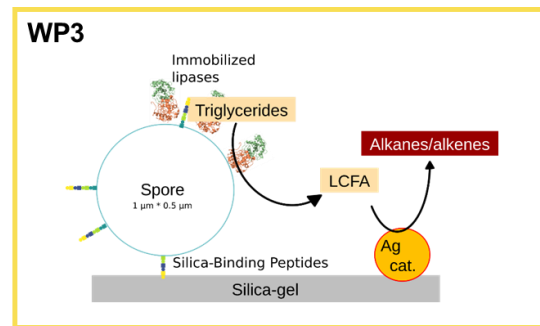 WP3
Immobilized
lipases
Triglycerides
Alkanes/alkenes
Spore
1 μm * 0.5 μm
LCFA
Ag
cat.
Silica-Binding Peptides
Silica-gel